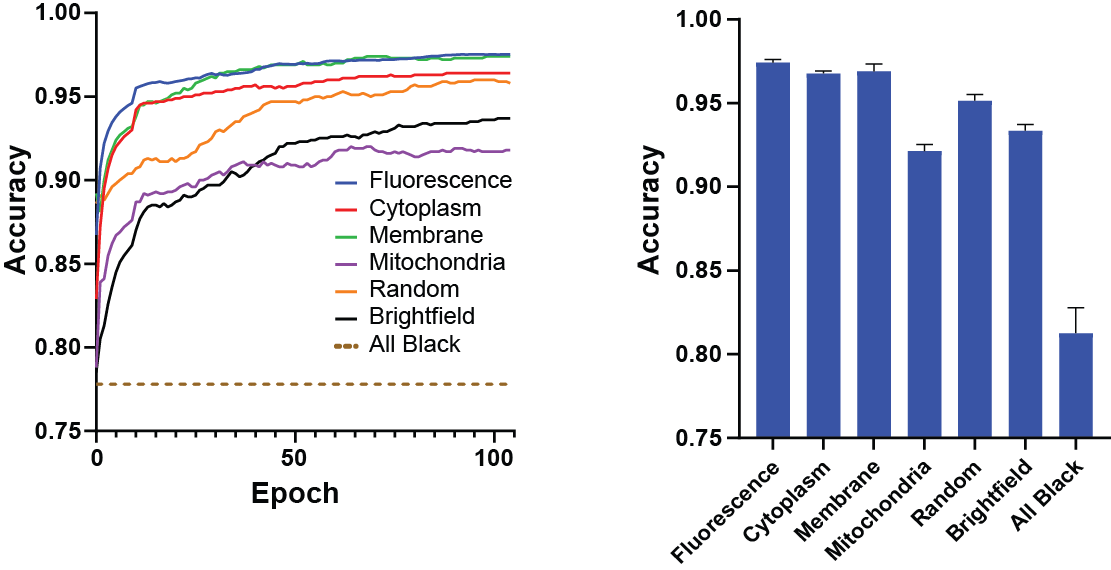 1.00
0.95
0.90
0.85
0.80
0.75
Accuracy
0
50
100
Epoch
Fluorescence
Cytoplasm
Membrane
Mitochondria
Random
Brightfield
All Black
1.00
0.95
0.90
0.85
0.80
0.75
Accuracy
Fluorescence
Cytoplasm
Membrane
Mitochondria
Random
Brightfield
All Black